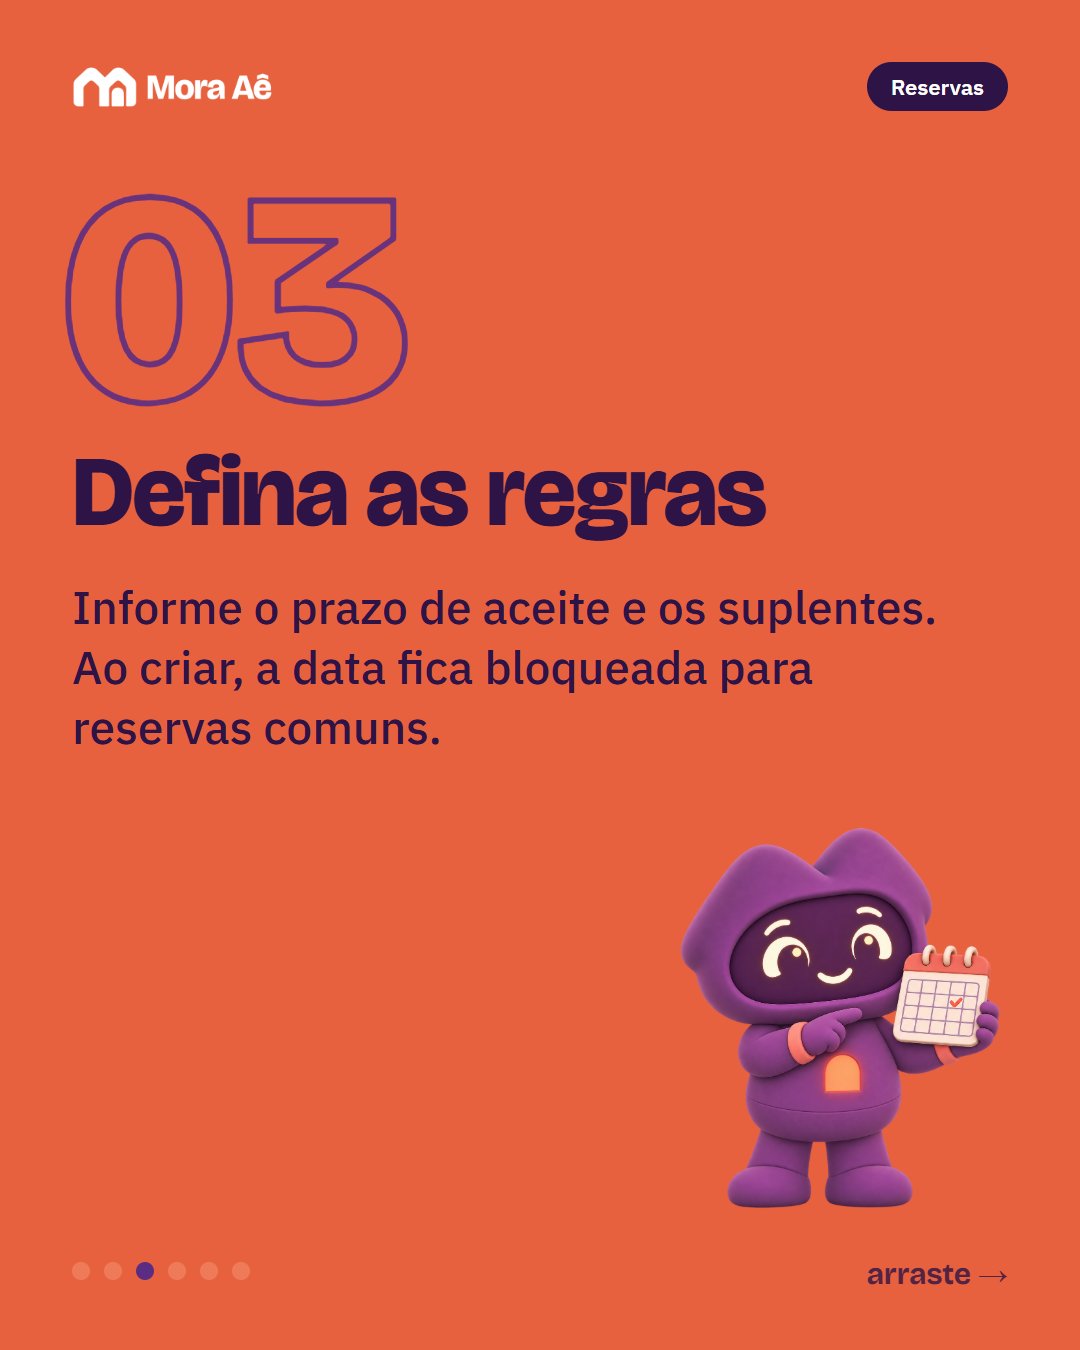 Mora Aê
Reservas
03
Defina as regras
Informe o prazo de aceite e os suplentes.
Ao criar, a data fica bloqueada para
reservas comuns.
arraste →